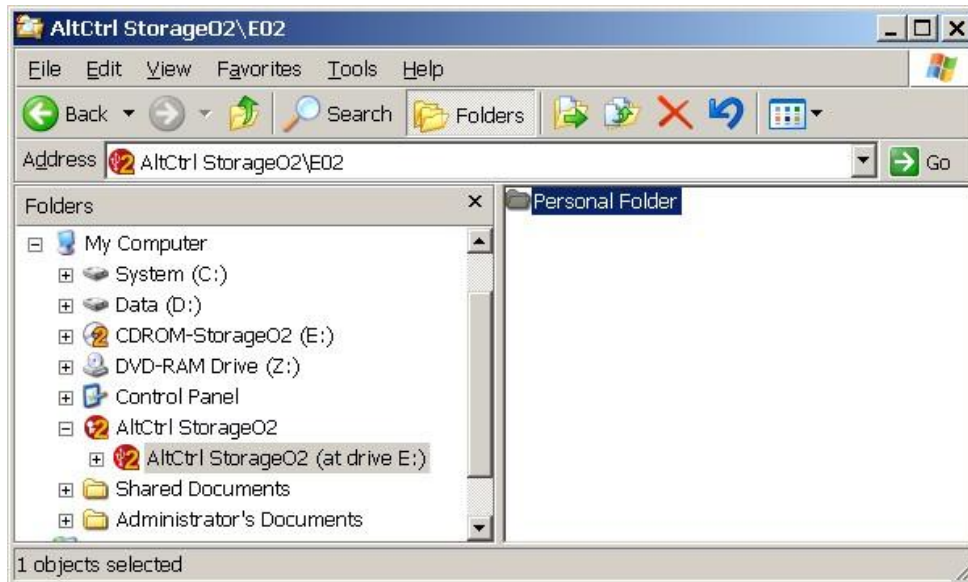 AltCtrl StorageO2\E02
File Edit View Favorites Tools Help
Back Search Folders
Address AltCtrl StorageO2\E02 Go
Folders
My Computer
System (C:)
Data (D:)
CDROM-StorageO2 (E:)
DVD-RAM Drive (Z:)
Control Panel
AltCtrl StorageO2
AltCtrl StorageO2 (at drive E:)
Shared Documents
Administrator's Documents
Personal Folder
1 objects selected